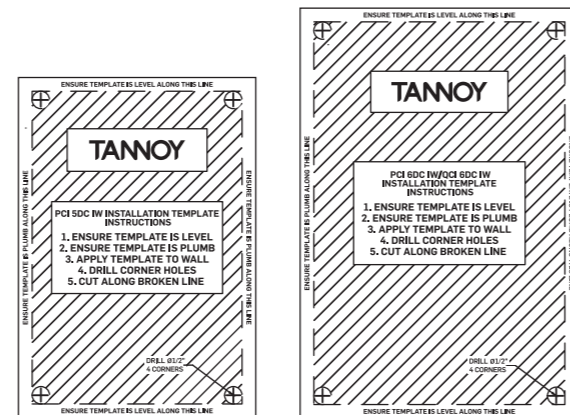 ENSURE TEMPLATE IS LEVEL ALONG THIS LINE
ENSURE TEMPLATE IS PLUMB ALONG THIS LINE
TANNOY
PCI 5DC IW INSTALLATION TEMPLATE
INSTRUCTIONS
1. ENSURE TEMPLATE IS LEVEL
2. ENSURE TEMPLATE IS PLUMB
3. APPLY TEMPLATE TO WALL
4. DRILL CORNER HOLES
5. CUT ALONG BROKEN LINE
ENSURE TEMPLATE IS PLUMB ALONG THIS LINE
DRILL Ø1/2"
4 CORNERS
ENSURE TEMPLATE IS LEVEL ALONG THIS LINE
ENSURE TEMPLATE IS LEVEL ALONG THIS LINE
ENSURE TEMPLATE IS PLUMB ALONG THIS LINE
TANNOY
PCI 6DC IW/QCI 6DC IW
INSTALLATION TEMPLATE
INSTRUCTIONS
1. ENSURE TEMPLATE IS LEVEL
2. ENSURE TEMPLATE IS PLUMB
3. APPLY TEMPLATE TO WALL
4. DRILL CORNER HOLES
5. CUT ALONG BROKEN LINE
DRILL Ø1/2"
4 CORNERS
ENSURE TEMPLATE IS LEVEL ALONG THIS LINE